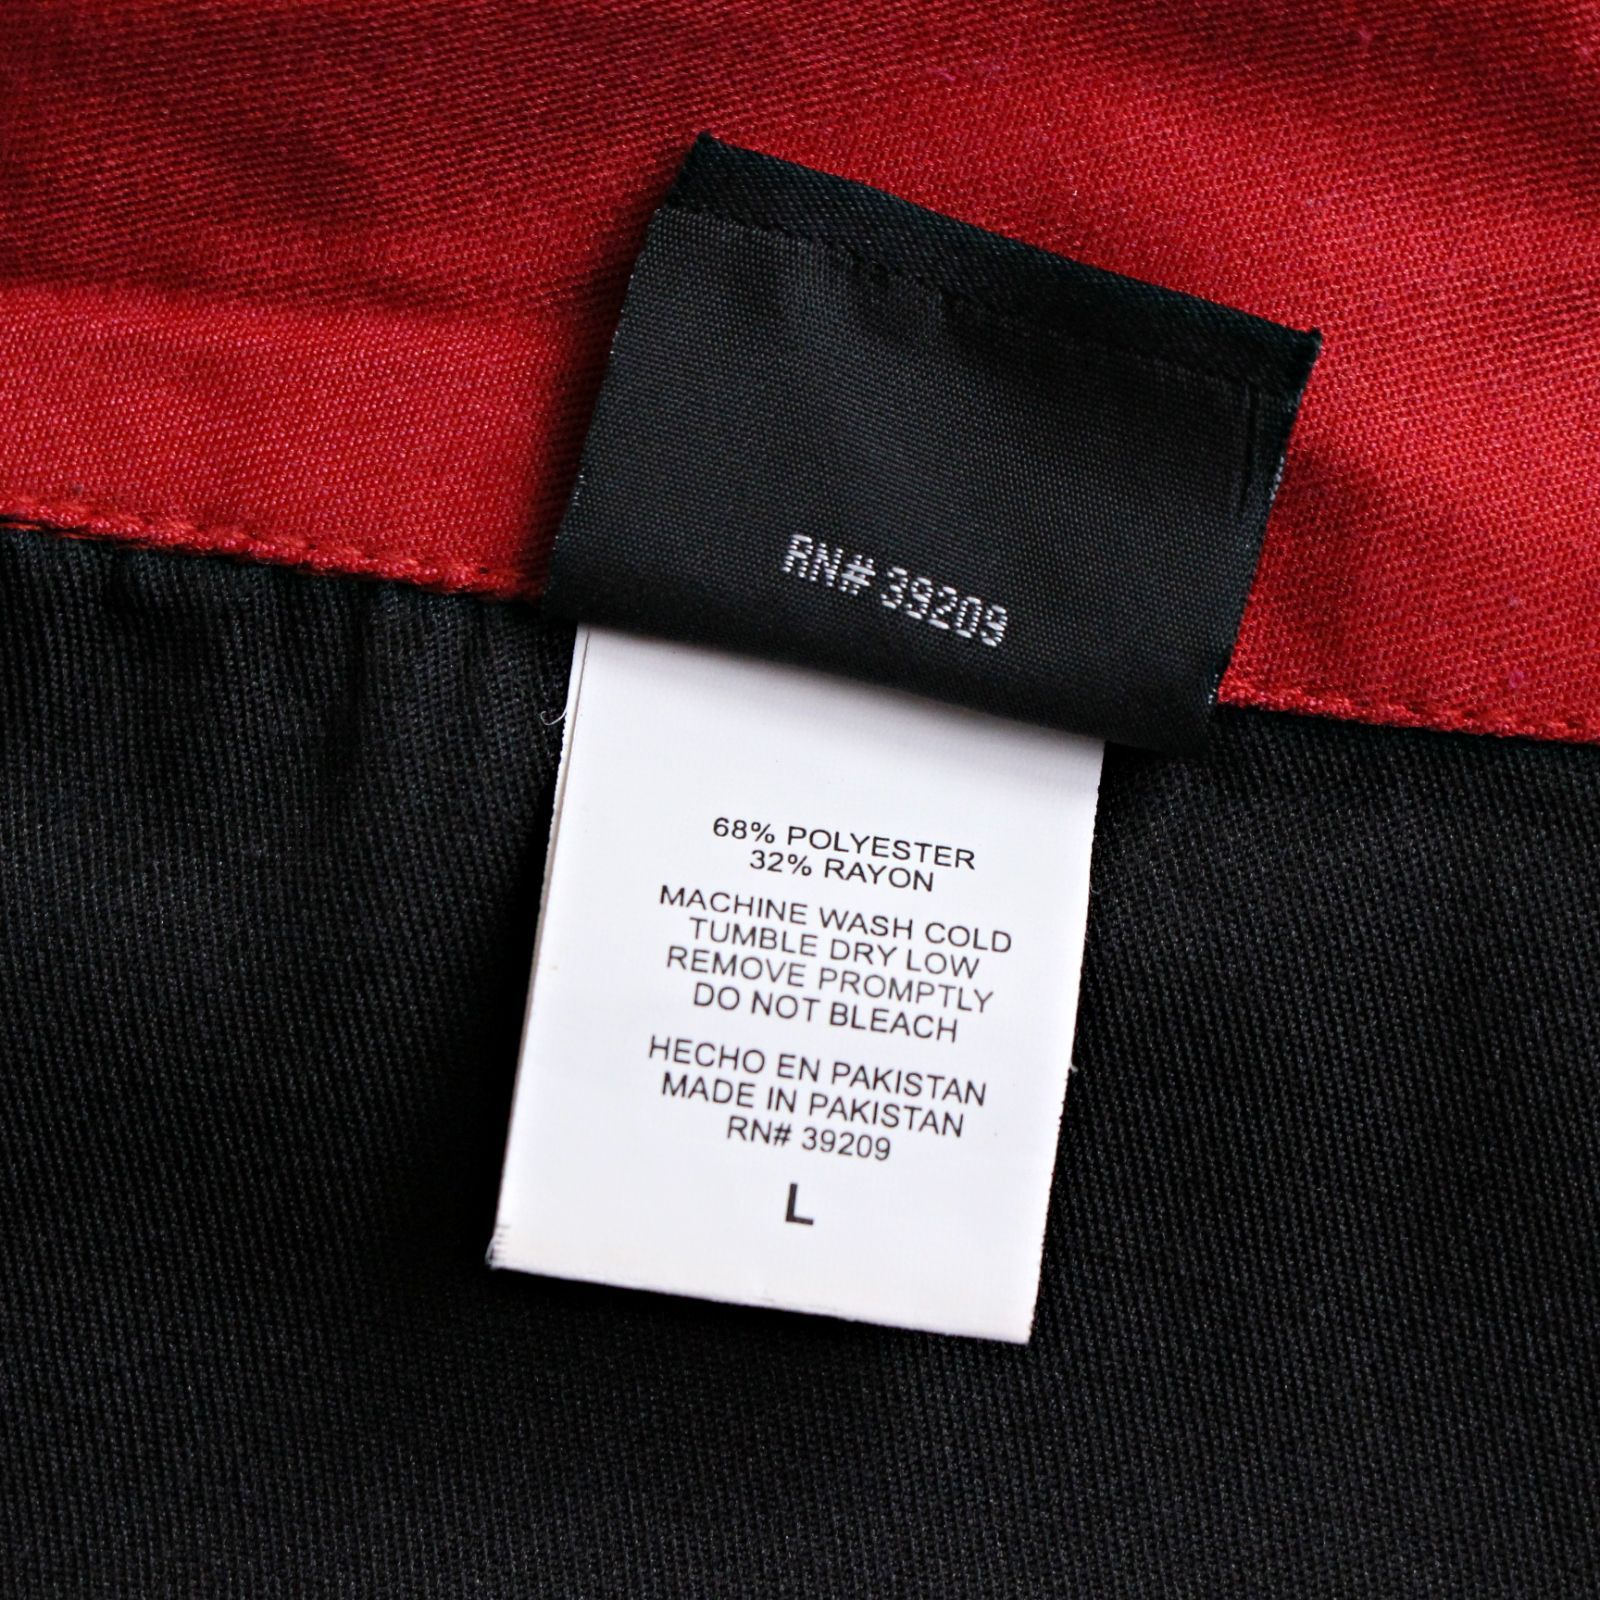 RN# 39209
68% POLYESTER
32% RAYON
MACHINE WASH COLD
TUMBLE DRY LOW
REMOVE PROMPTLY
DO NOT BLEACH
HECHO EN PAKISTAN
MADE IN PAKISTAN
RN# 39209
L